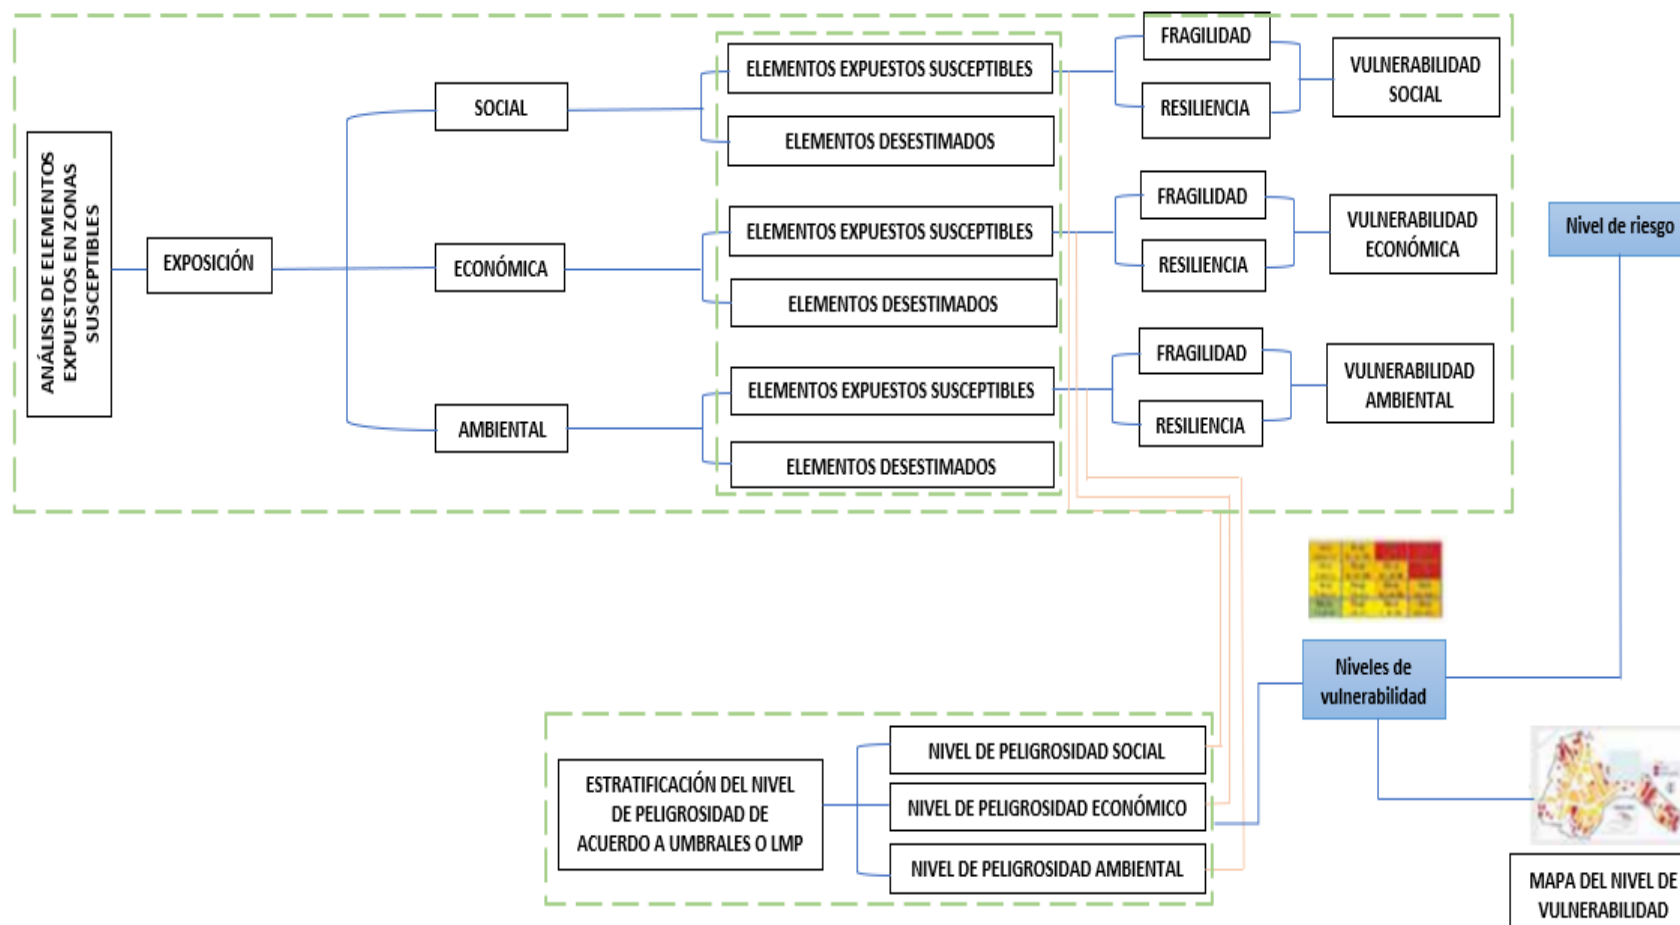 ANÁLISIS DE ELEMENTOS
EXPUESTOS EN ZONAS
SUSCEPTIBLES
EXPOSICIÓN
SOCIAL
ECONÓMICA
AMBIENTAL
ELEMENTOS EXPUESTOS SUSCEPTIBLES
ELEMENTOS DESESTIMADOS
ELEMENTOS EXPUESTOS SUSCEPTIBLES
ELEMENTOS DESESTIMADOS
ELEMENTOS EXPUESTOS SUSCEPTIBLES
ELEMENTOS DESESTIMADOS
FRAGILIDAD
RESILIENCIA
VULNERABILIDAD
SOCIAL
FRAGILIDAD
RESILIENCIA
VULNERABILIDAD
ECONÓMICA
FRAGILIDAD
RESILIENCIA
VULNERABILIDAD
AMBIENTAL
Nivel de riesgo
Niveles de
vulnerabilidad
ESTRATIFICACIÓN DEL NIVEL
DE PELIGROSIDAD DE
ACUERDO A UMBRALES O LMP
NIVEL DE PELIGROSIDAD SOCIAL
NIVEL DE PELIGROSIDAD ECONÓMICO
NIVEL DE PELIGROSIDAD AMBIENTAL
MAPA DEL NIVEL DE
VULNERABILIDAD